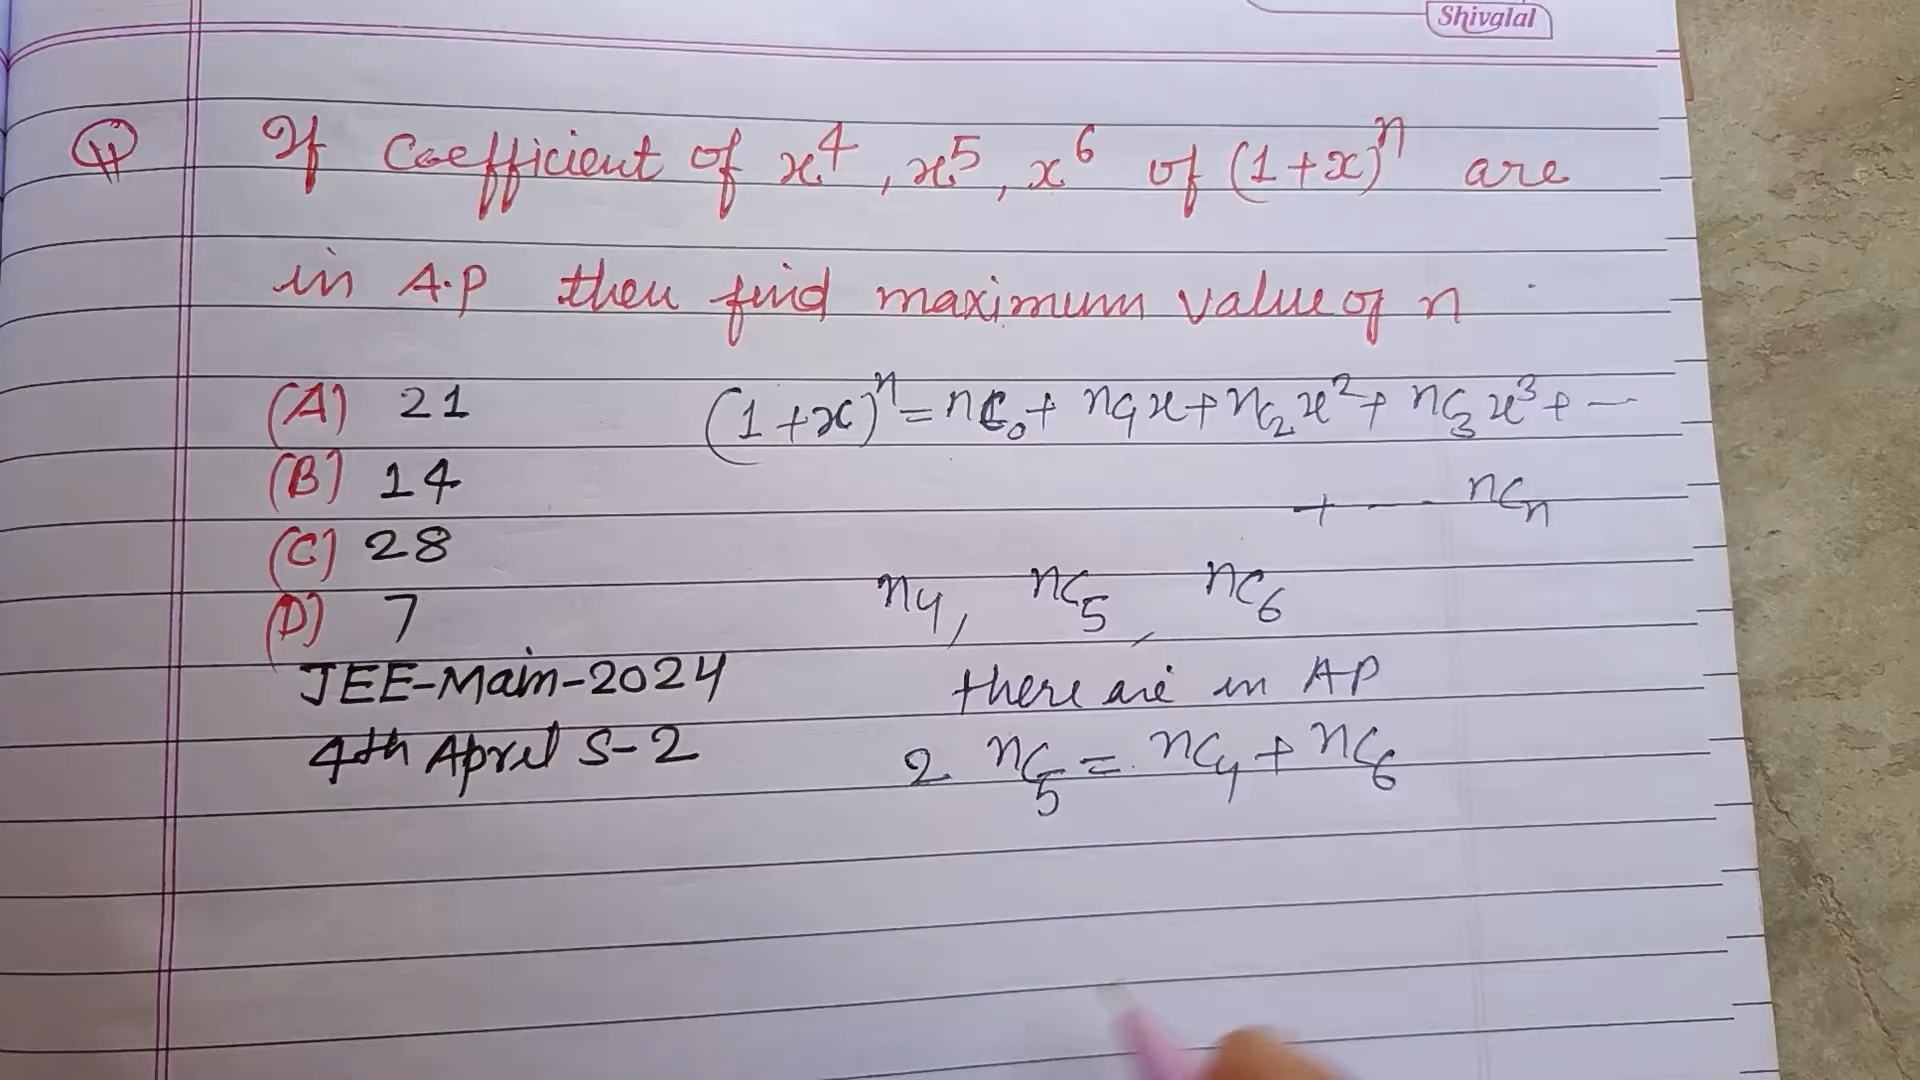 Shivalal
Q If Coefficient of x⁴, x⁵, x⁶ of (1+x)ⁿ are
in A.P then find maximum value of n
(A) 21
(1+x)ⁿ = nC₀ + nC₁x + nC₂x² + nC₃x³ + ---
(B) 14
+ --- nCₙ
(C) 28
nC₄, nC₅, nC₆
(D) 7
JEE-Main-2024
there are in AP
4th April S-2
2 nC₅ = nC₄ + nC₆